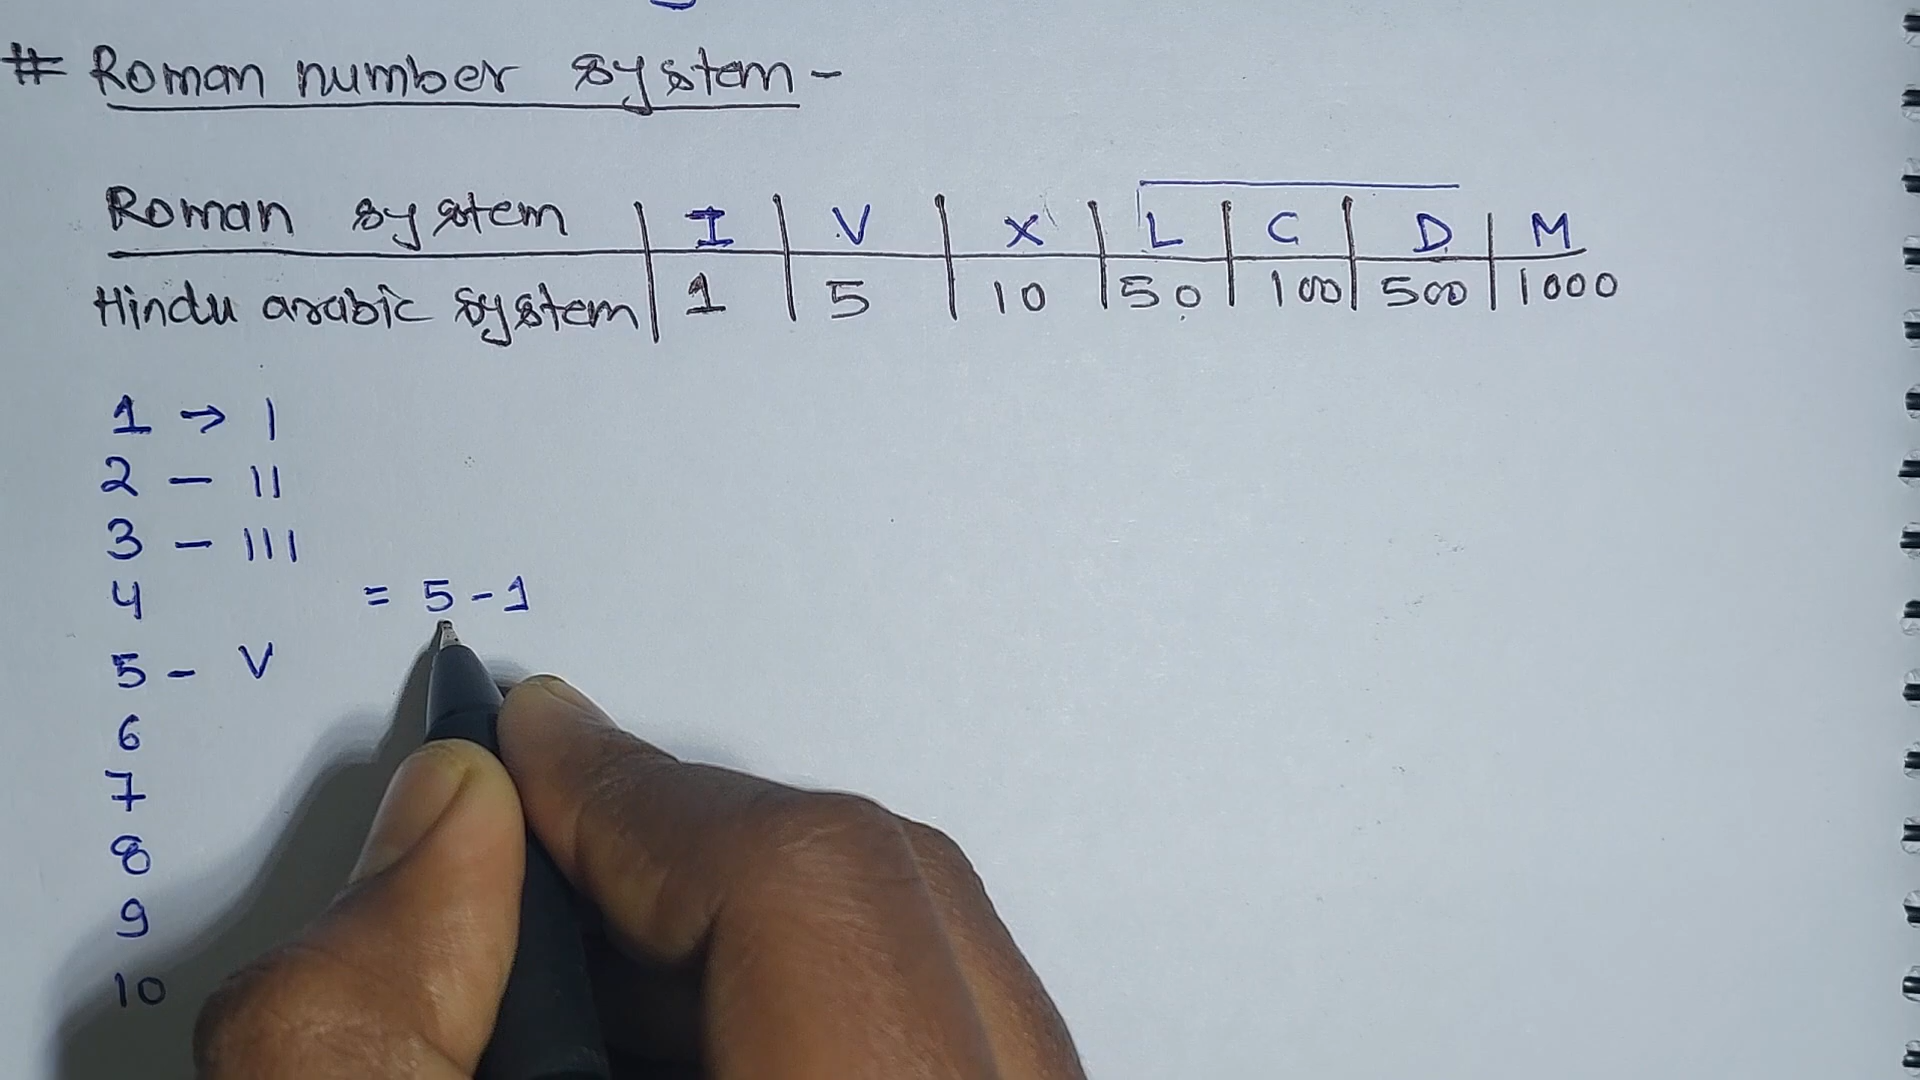 # Roman number system -
Roman system | I | V | X | L | C | D | M
Hindu arabic system | 1 | 5 | 10 | 50 | 100 | 500 | 1000
1 → I
2 - II
3 - III
4 = 5 - 1
5 - V
6
7
8
9
10